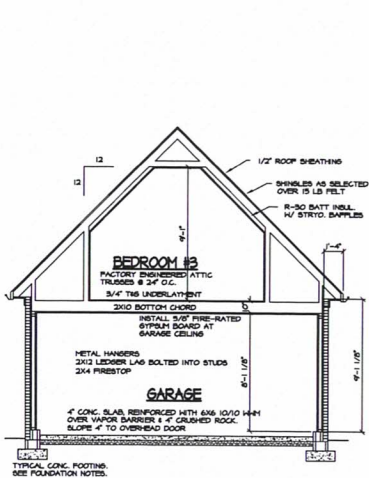 12
12
1/2" ROOF SHEATHING
SHINGLES AS SELECTED
OVER 15 LB FELT
R-30 BATT INSUL.
W/ STRYO. BAFFLES
9'-1"
1'-4"
BEDROOM #3
FACTORY ENGINEERED ATTIC
TRUSSES @ 24" O.C.
3/4" T&G UNDERLAYMENT
2X10 BOTTOM CHORD
10"
INSTALL 5/8" FIRE-RATED
GYPSUM BOARD AT
GARAGE CEILING
METAL HANGERS
2X12 LEDGER LAG BOLTED INTO STUDS
2X4 FIRESTOP
8'-1 1/8"
9'-1 1/8"
GARAGE
4" CONC. SLAB, REINFORCED WITH 6X6 10/10 WWM
OVER VAPOR BARRIER & 4" CRUSHED ROCK.
SLOPE 4" TO OVERHEAD DOOR
TYPICAL CONC. FOOTING.
SEE FOUNDATION NOTES.